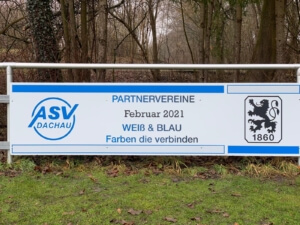 ASV
DACHAU
PARTNERVEREINE
Februar 2021
WEIß & BLAU
Farben die verbinden
1860